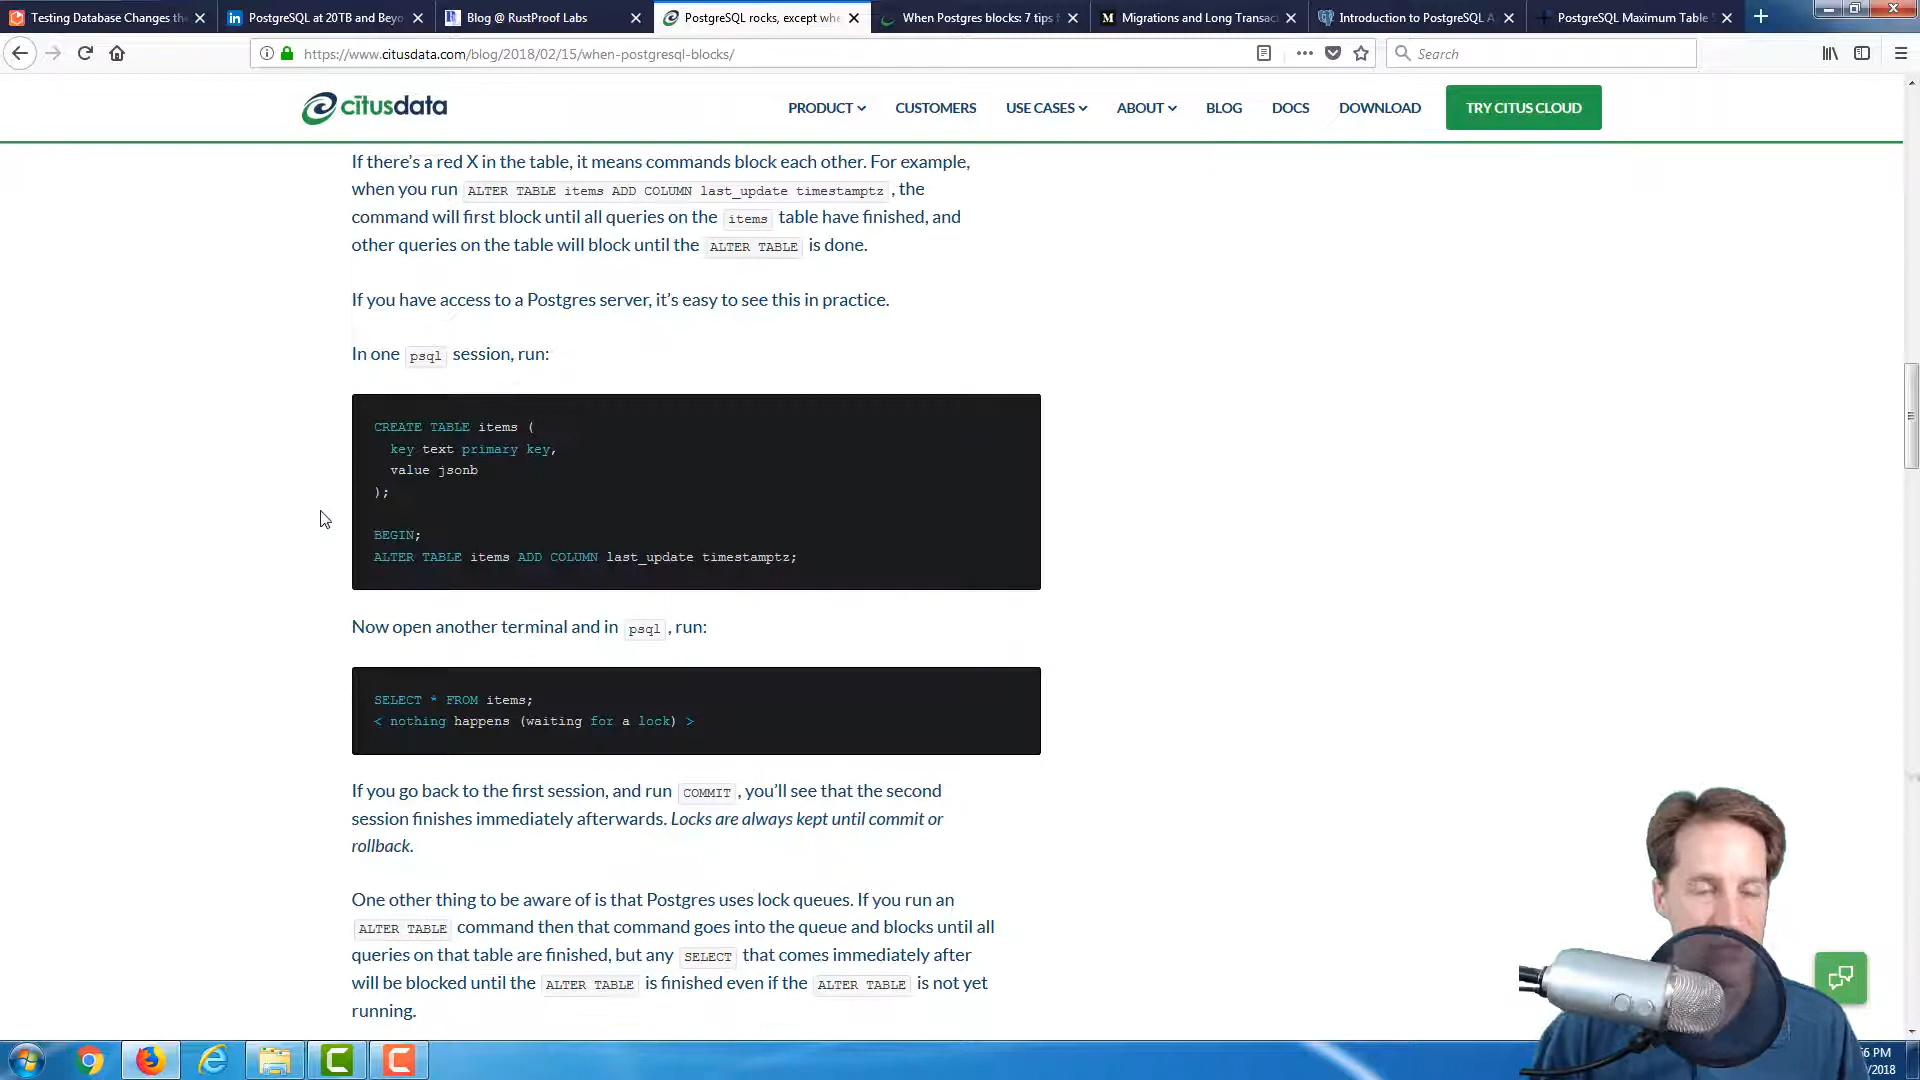 Testing Database Changes the
PostgreSQL at 20TB and Beyo
Blog @ RustProof Labs
PostgreSQL rocks, except whe
When Postgres blocks: 7 tips f
Migrations and Long Transac
Introduction to PostgreSQL A
PostgreSQL Maximum Table S
https://www.citusdata.com/blog/2018/02/15/when-postgresql-blocks/
Search
citusdata
PRODUCT
CUSTOMERS
USE CASES
ABOUT
BLOG
DOCS
DOWNLOAD
TRY CITUS CLOUD
If there's a red X in the table, it means commands block each other. For example,
when you run ALTER TABLE items ADD COLUMN last_update timestamptz , the
command will first block until all queries on the items table have finished, and
other queries on the table will block until the ALTER TABLE is done.
If you have access to a Postgres server, it's easy to see this in practice.
In one psql session, run:
CREATE TABLE items (
key text primary key,
value jsonb
);
BEGIN;
ALTER TABLE items ADD COLUMN last_update timestamptz;
Now open another terminal and in psql , run:
SELECT * FROM items;
< nothing happens (waiting for a lock) >
If you go back to the first session, and run COMMIT , you'll see that the second
session finishes immediately afterwards. Locks are always kept until commit or
rollback.
One other thing to be aware of is that Postgres uses lock queues. If you run an
ALTER TABLE command then that command goes into the queue and blocks until all
queries on that table are finished, but any SELECT that comes immediately after
will be blocked until the ALTER TABLE is finished even if the ALTER TABLE is not yet
running.
56 PM
/2018